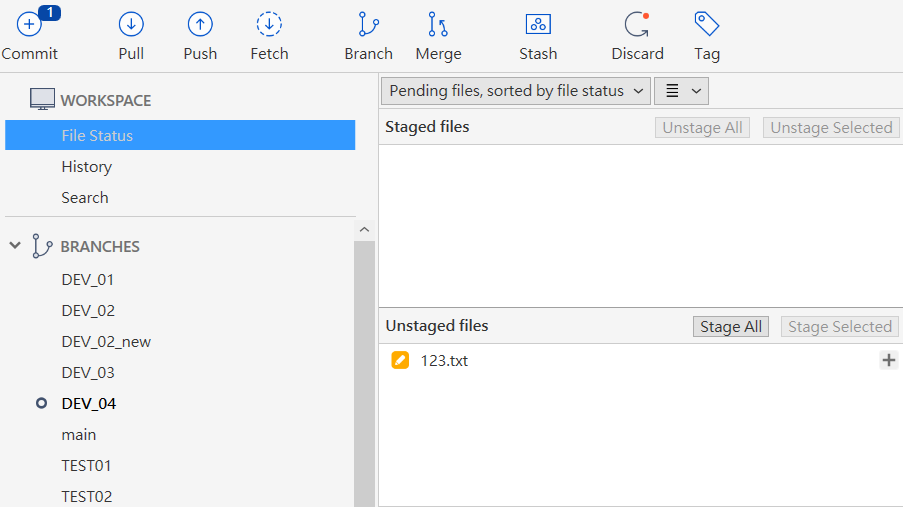 1
Commit Pull Push Fetch Branch Merge Stash Discard Tag
WORKSPACE
File Status
History
Search
BRANCHES
DEV_01
DEV_02
DEV_02_new
DEV_03
DEV_04
main
TEST01
TEST02
Pending files, sorted by file status
Staged files Unstage All Unstage Selected
Unstaged files Stage All Stage Selected
123.txt